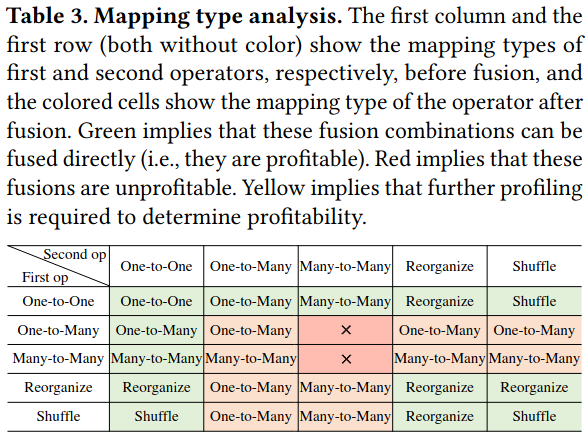 Table 3. Mapping type analysis. The first column and the
first row (both without color) show the mapping types of
first and second operators, respectively, before fusion, and
the colored cells show the mapping type of the operator after
fusion. Green implies that these fusion combinations can be
fused directly (i.e., they are profitable). Red implies that these
fusions are unprofitable. Yellow implies that further profiling
is required to determine profitability.
Second op
First op
One-to-One One-to-Many Many-to-Many Reorganize Shuffle
One-to-One One-to-One One-to-Many Many-to-Many Reorganize Shuffle
One-to-Many One-to-Many One-to-Many × One-to-Many One-to-Many
Many-to-Many Many-to-Many Many-to-Many × Many-to-Many Many-to-Many
Reorganize Reorganize One-to-Many Many-to-Many Reorganize Reorganize
Shuffle Shuffle One-to-Many Many-to-Many Reorganize Shuffle